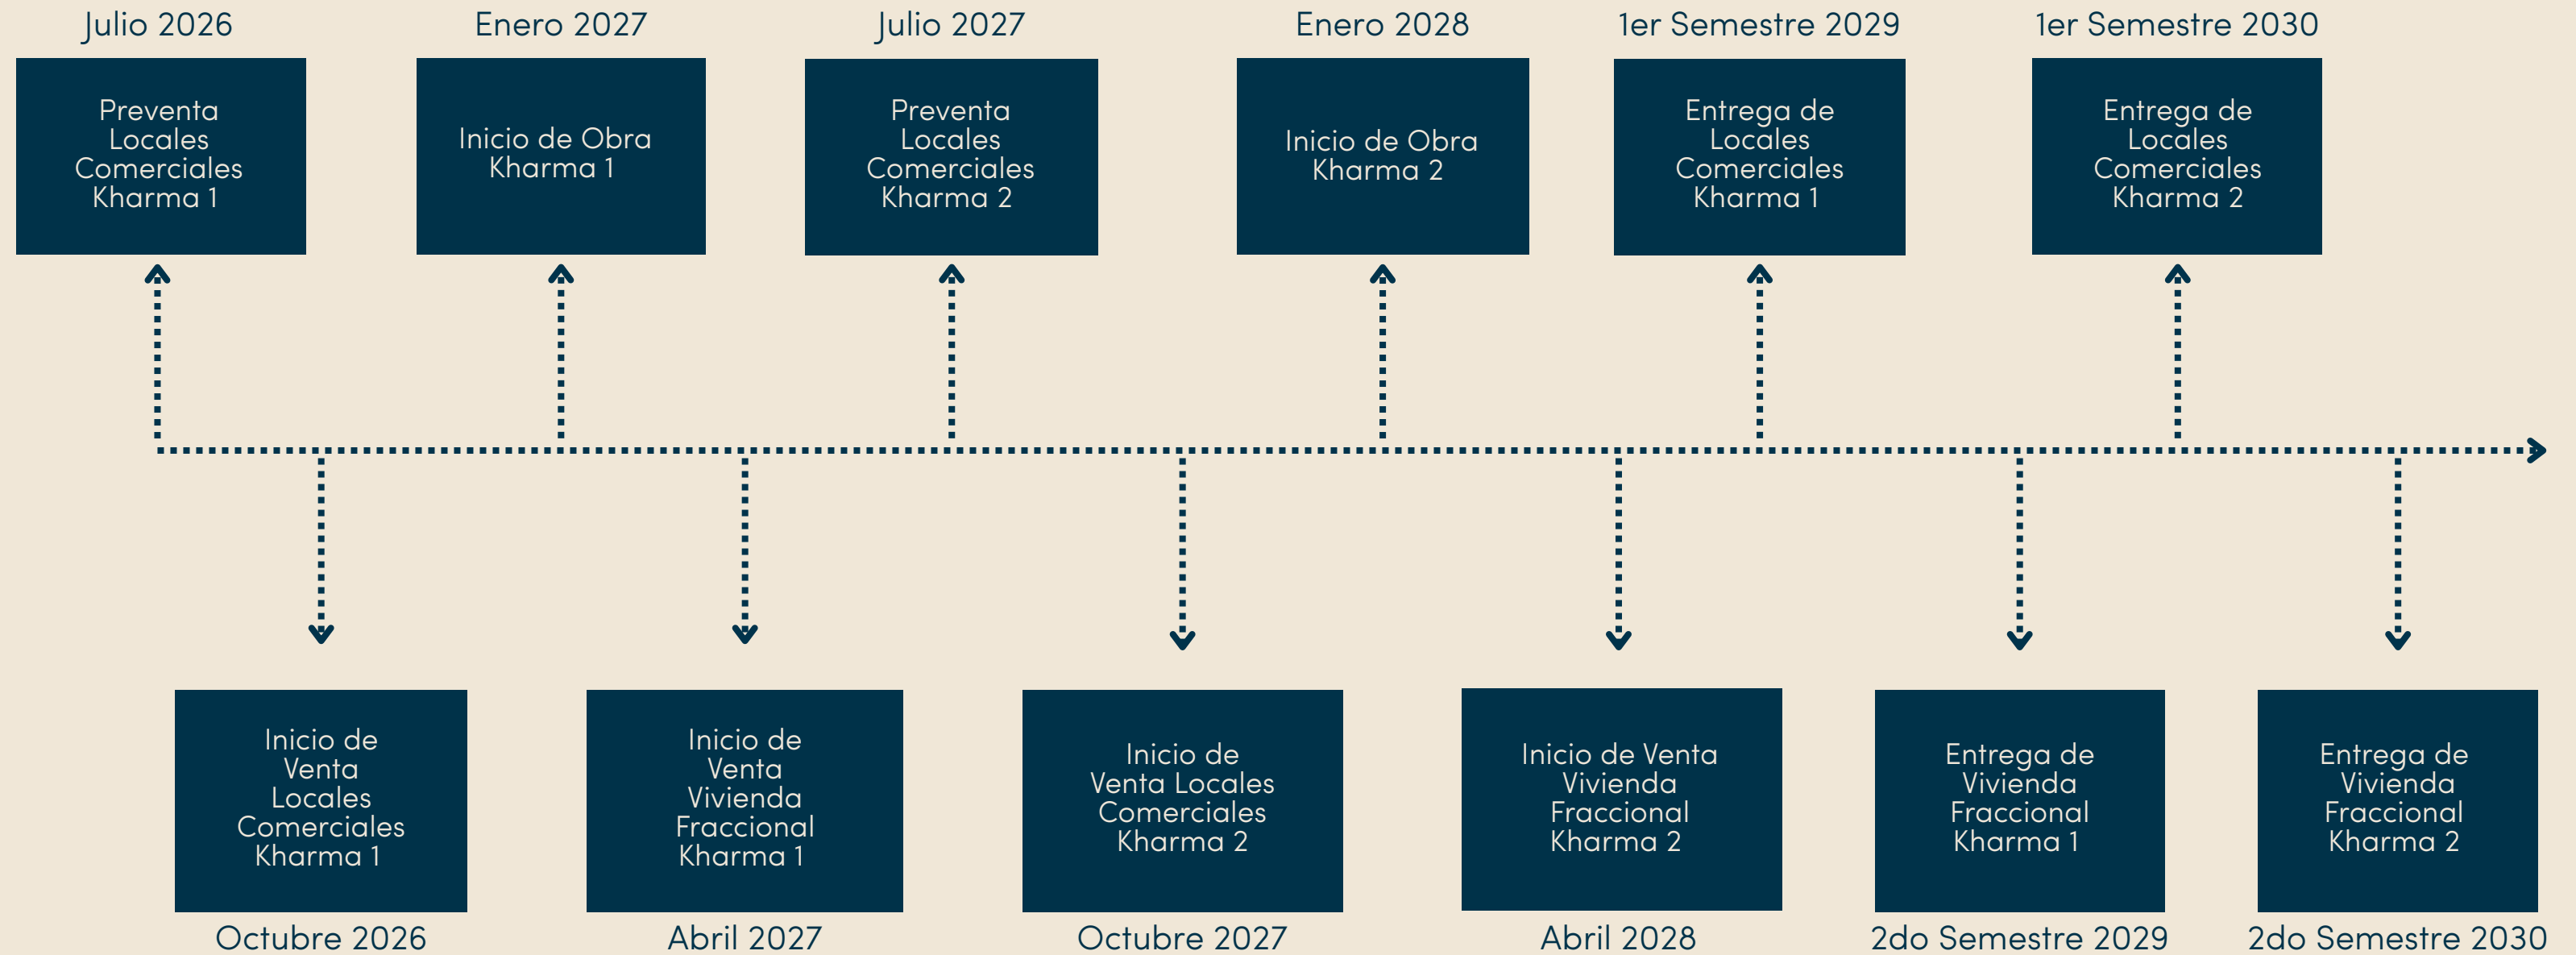 Julio 2026
Preventa
Locales
Comerciales
Kharma 1
Enero 2027
Inicio de Obra
Kharma 1
Julio 2027
Preventa
Locales
Comerciales
Kharma 2
Enero 2028
Inicio de Obra
Kharma 2
1er Semestre 2029
Entrega de
Locales
Comerciales
Kharma 1
1er Semestre 2030
Entrega de
Locales
Comerciales
Kharma 2
Inicio de
Venta
Locales
Comerciales
Kharma 1
Octubre 2026
Inicio de
Venta
Vivienda
Fraccional
Kharma 1
Abril 2027
Inicio de
Venta Locales
Comerciales
Kharma 2
Octubre 2027
Inicio de Venta
Vivienda
Fraccional
Kharma 2
Abril 2028
Entrega de
Vivienda
Fraccional
Kharma 1
2do Semestre 2029
Entrega de
Vivienda
Fraccional
Kharma 2
2do Semestre 2030